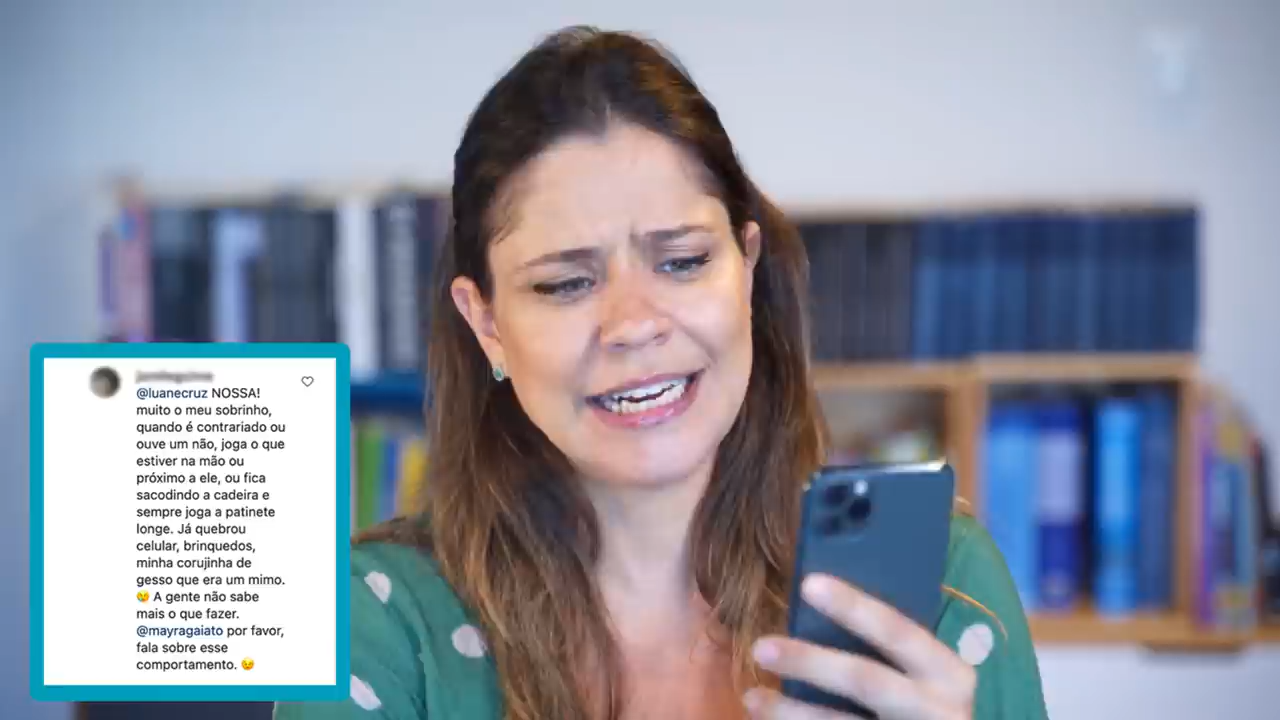 @luanecruz NOSSA!
muito o meu sobrinho,
quando é contrariado ou
ouve um não, joga o que
estiver na mão ou
próximo a ele, ou fica
sacodindo a cadeira e
sempre joga a patinete
longe. Já quebrou
celular, brinquedos,
minha corujinha de
gesso que era um mimo.
😢 A gente não sabe
mais o que fazer.
@mayragaiato por favor,
fala sobre esse
comportamento. 😉